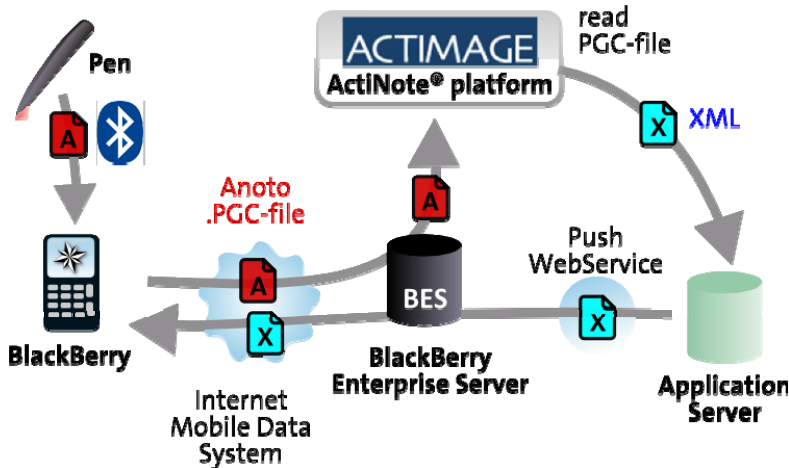 Pen
A
ACTIMAGE
ActiNote® platform
read
PGC-file
X
XML
Anoto
.PGC-file
A
A
X
BES
Push
WebService
X
BlackBerry
Internet
Mobile Data
System
BlackBerry
Enterprise Server
Application
Server